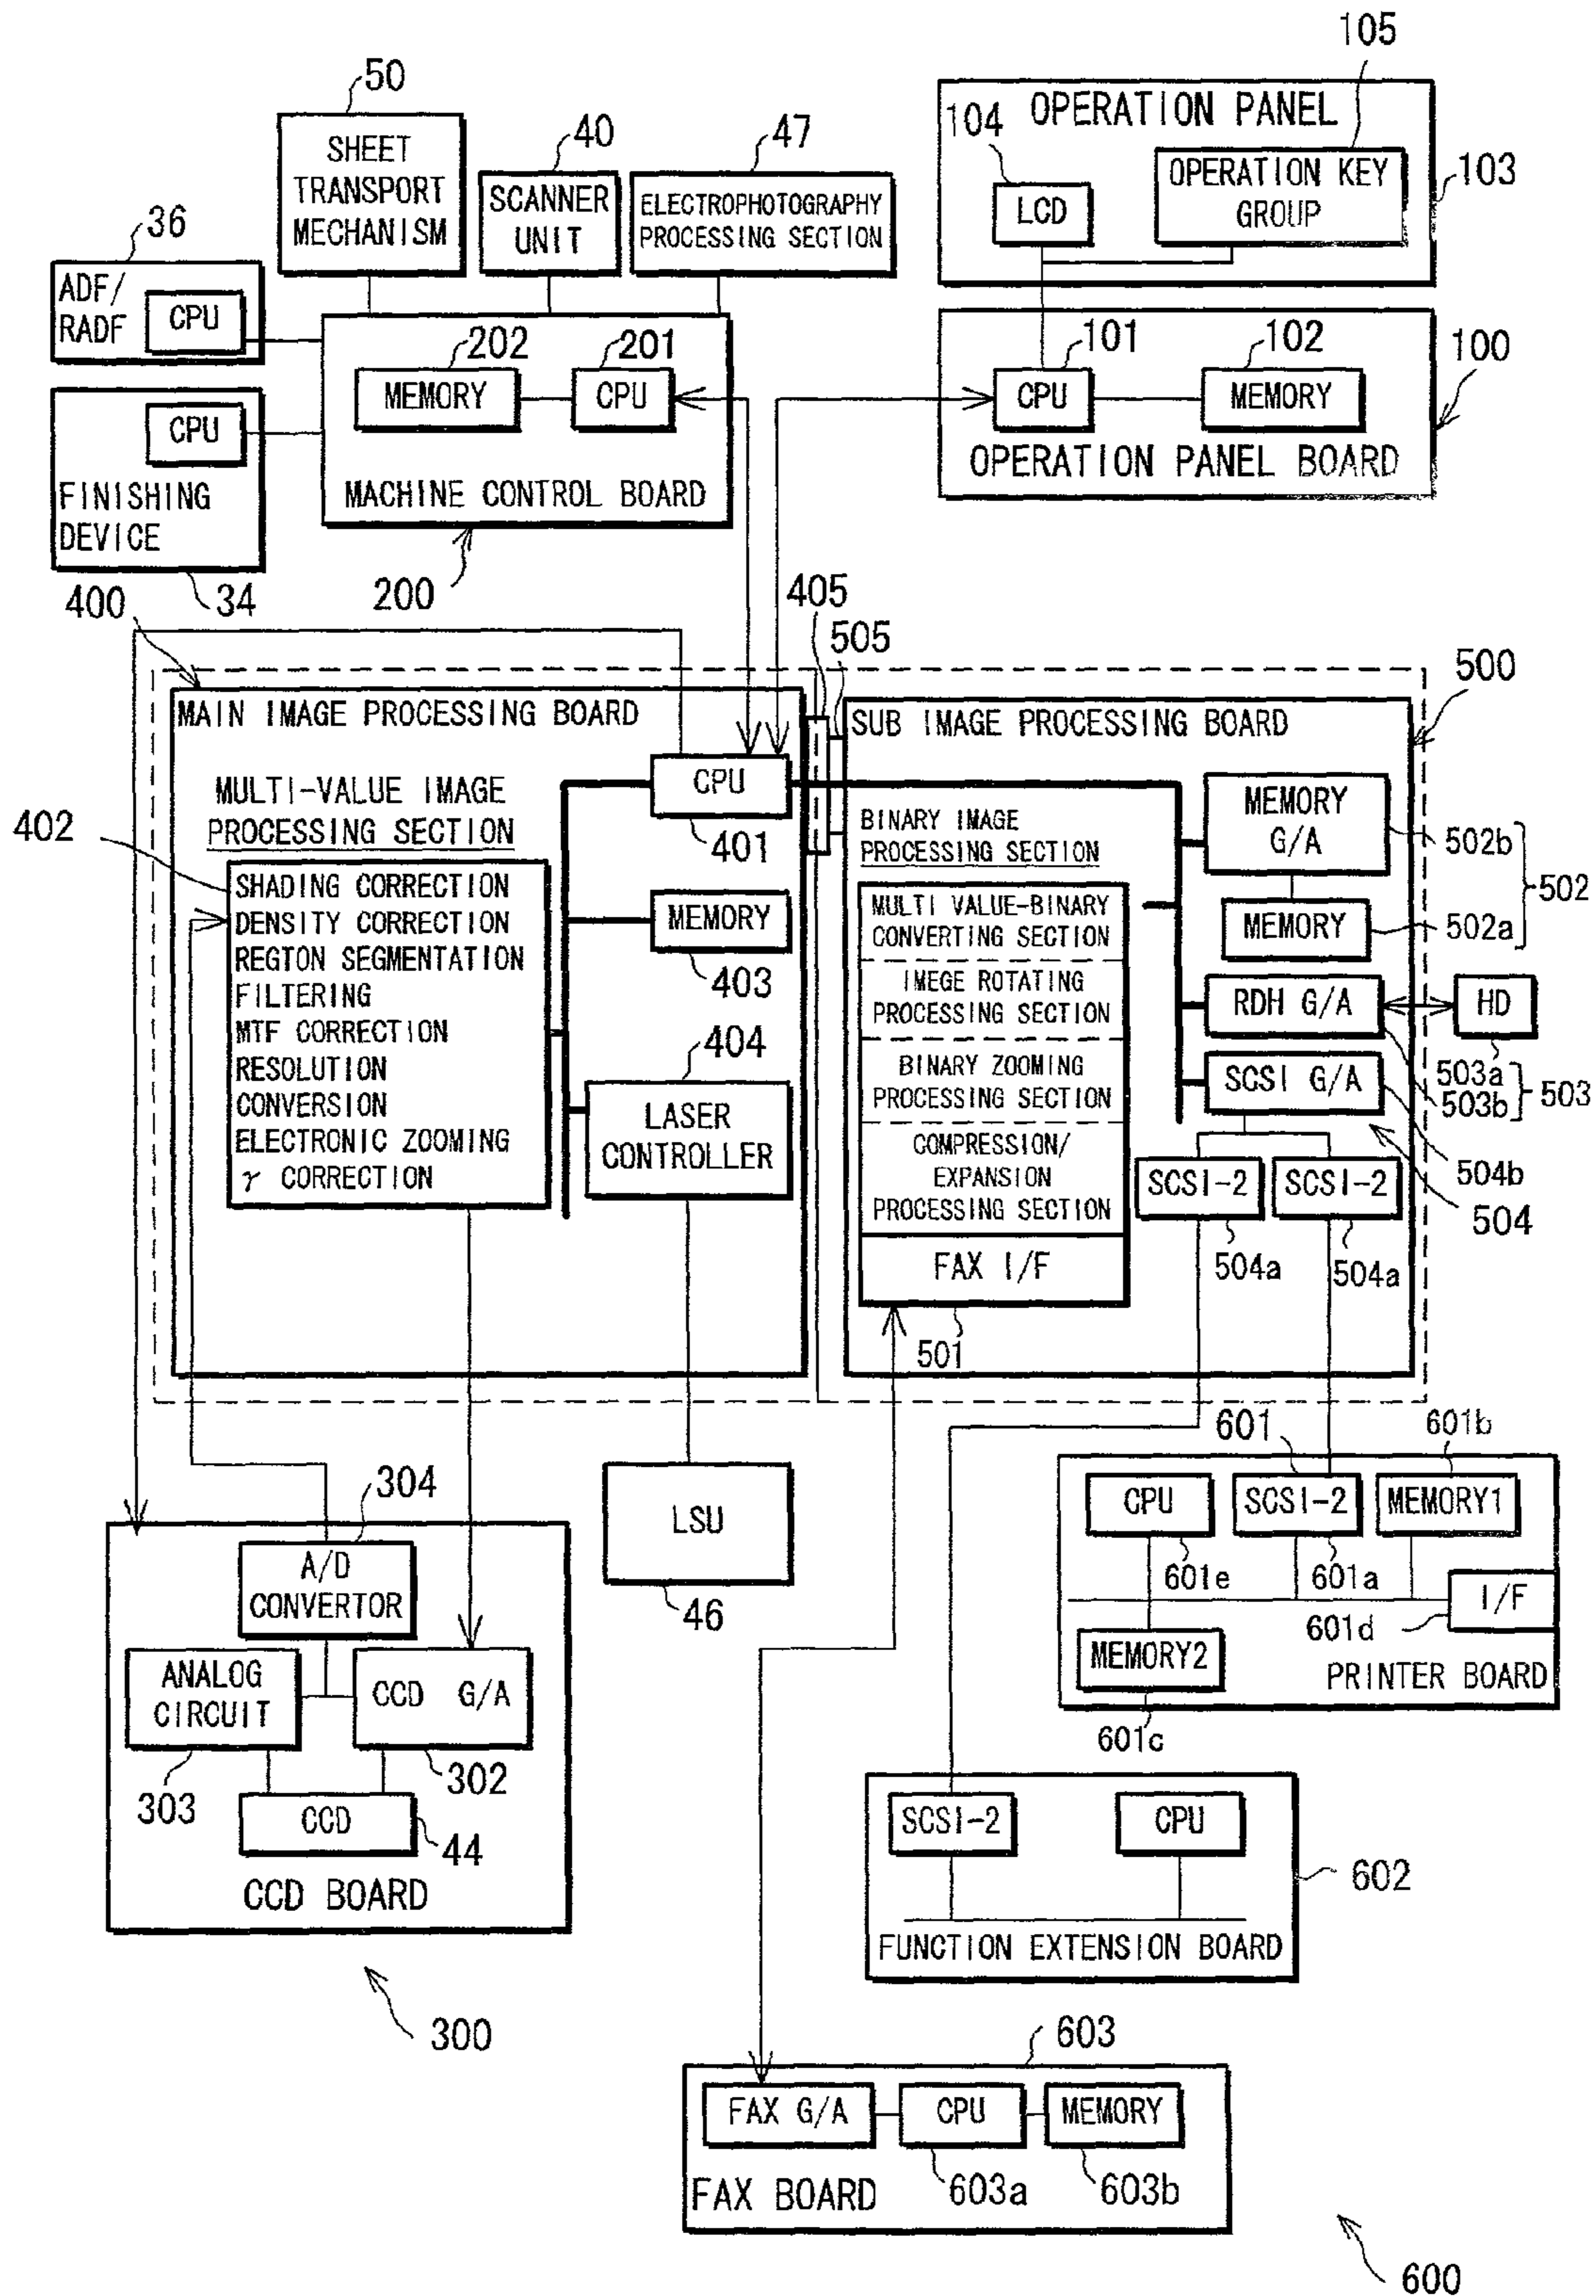 105
50
OPERATION PANEL
104
40
47
SHEET
TRANSPORT
MECHANISM
SCANNER
UNIT
ELECTROPHOTOGRAPHY
PROCESSING SECTION
LCD
OPERATION KEY
GROUP
103
36
ADF/
RADF
CPU
202
201
101
102
100
MEMORY
CPU
CPU
MEMORY
CPU
OPERATION PANEL BOARD
FINISHING
DEVICE
MACHINE CONTROL BOARD
400
34
200
405
505
500
MAIN IMAGE PROCESSING BOARD
SUB IMAGE PROCESSING BOARD
CPU
MULTI-VALUE IMAGE
PROCESSING SECTION
402
401
BINARY IMAGE
PROCESSING SECTION
MEMORY
G/A
502b
502
SHADING CORRECTION
DENSITY CORRECTION
REGTON SEGMENTATION
FILTERING
MTF CORRECTION
RESOLUTION
CONVERSION
ELECTRONIC ZOOMING
γ CORRECTION
MEMORY
403
404
LASER
CONTROLLER
MULTI VALUE-BINARY
CONVERTING SECTION
IMEGE ROTATING
PROCESSING SECTION
BINARY ZOOMING
PROCESSING SECTION
COMPRESSION/
EXPANSION
PROCESSING SECTION
FAX I/F
501
MEMORY
502a
RDH G/A
HD
503a
503b
503
SCSI G/A
SCSI-2
SCSI-2
504b
504
504a
504a
601
601b
304
LSU
46
CPU
SCSI-2
MEMORY1
601e
601a
I/F
601d
MEMORY2
PRINTER BOARD
601c
A/D
CONVERTOR
ANALOG
CIRCUIT
CCD G/A
303
302
CCD
44
CCD BOARD
300
SCSI-2
CPU
602
FUNCTION EXTENSION BOARD
603
FAX G/A
CPU
MEMORY
FAX BOARD
603a
603b
600